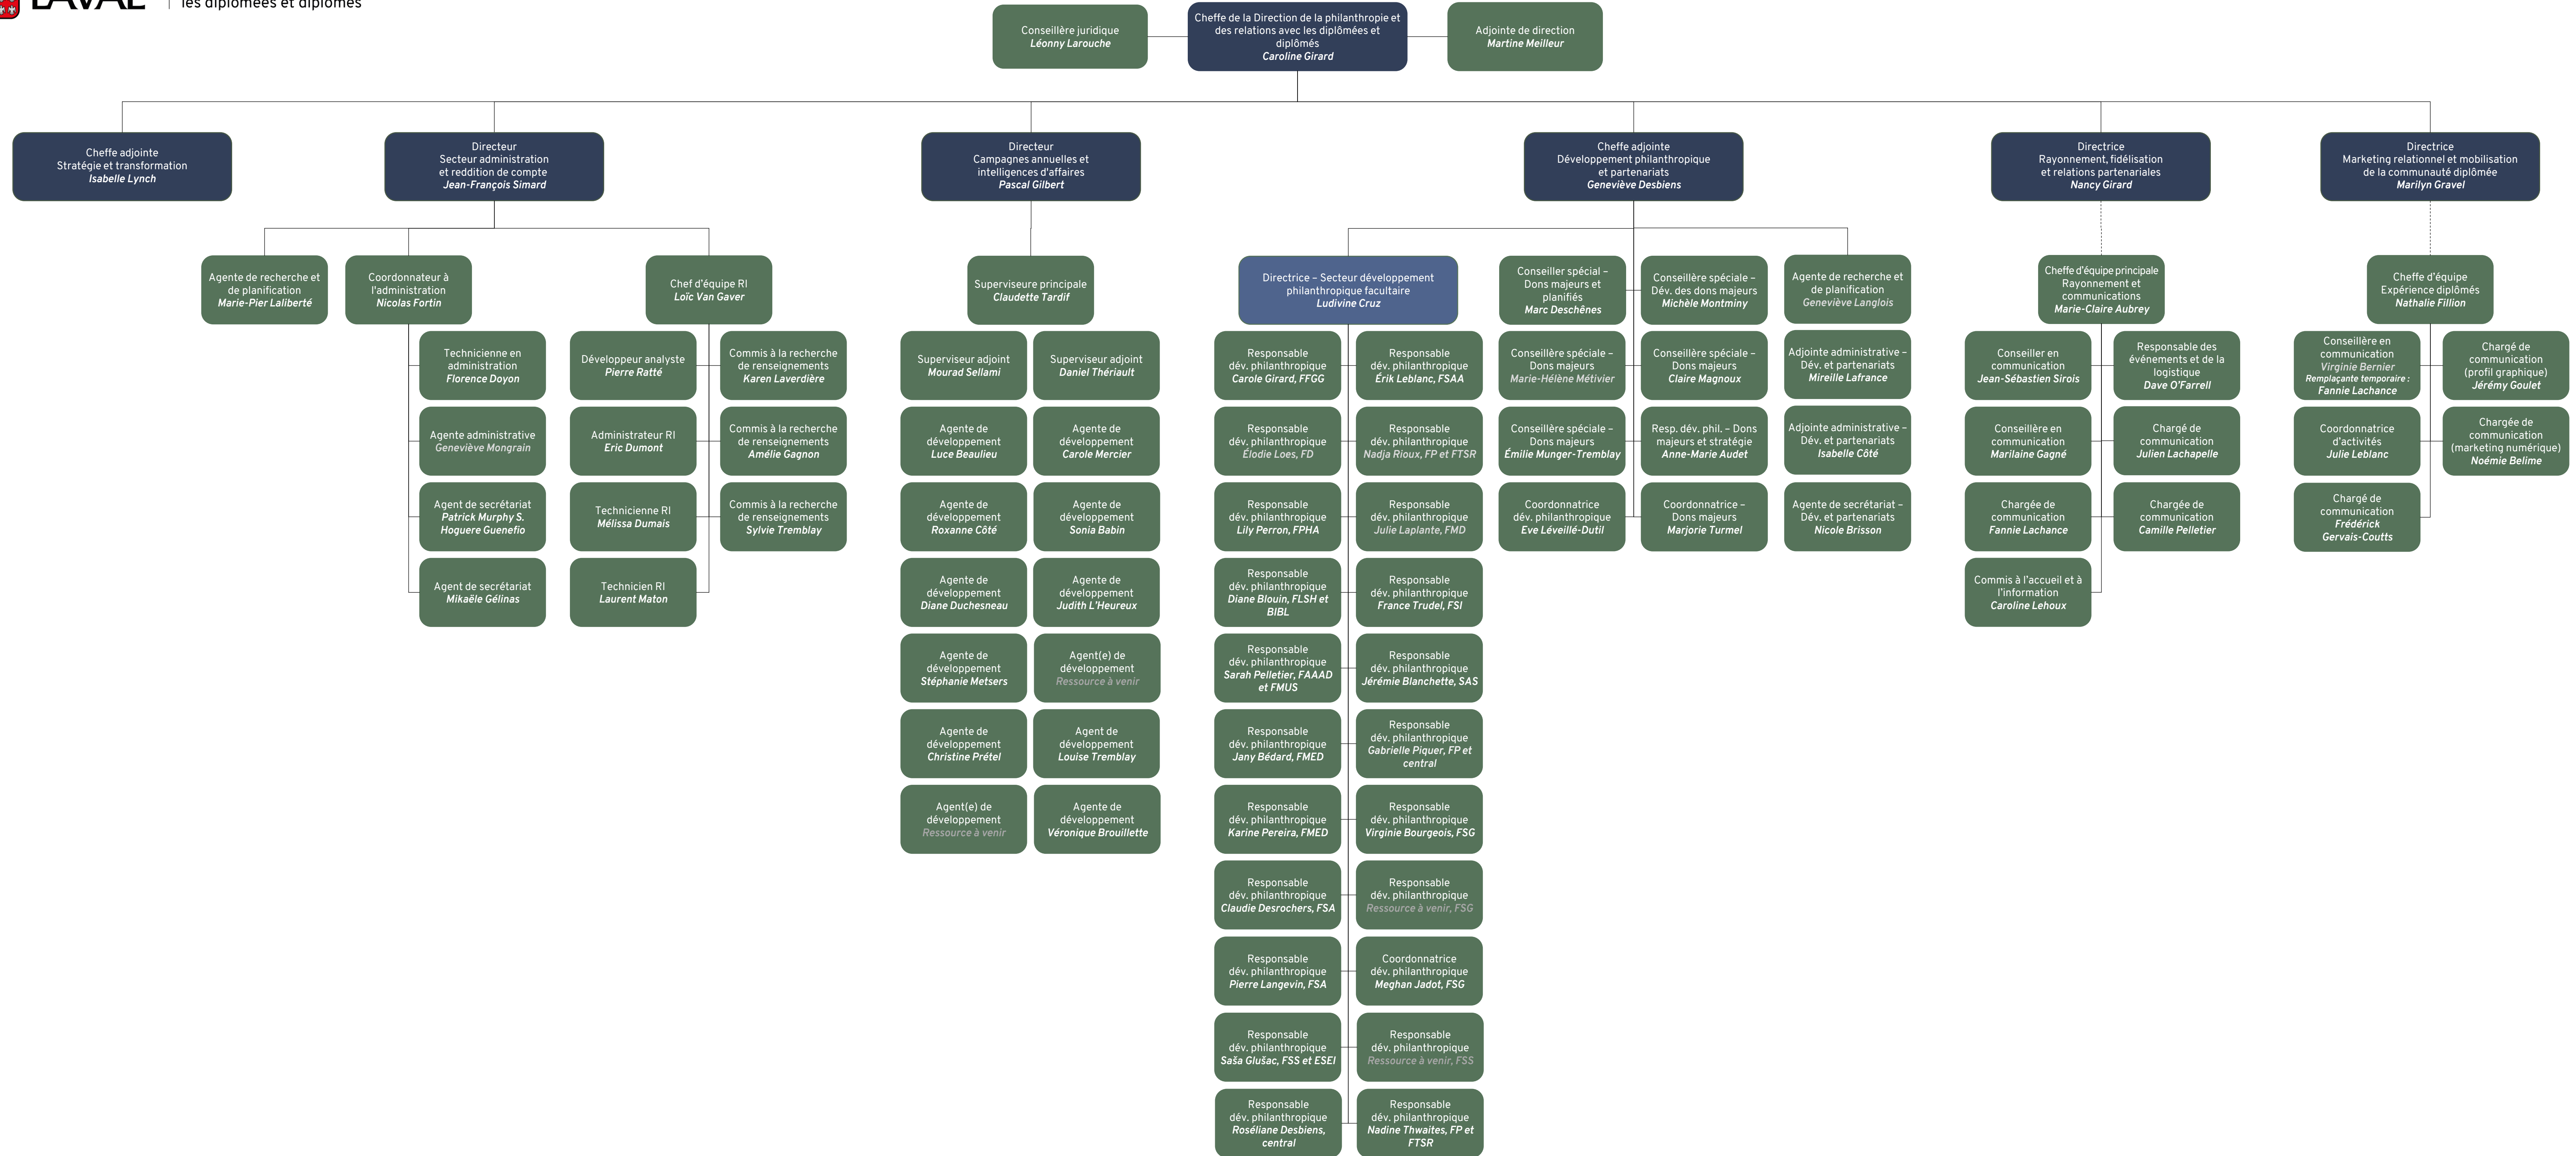 LAVAL
les diplômées et diplômés
Conseillère juridique
Léonny Larouche
Cheffe de la Direction de la philanthropie et
des relations avec les diplômées et
diplômés
Caroline Girard
Adjointe de direction
Martine Meilleur
Cheffe adjointe
Stratégie et transformation
Isabelle Lynch
Directeur
Secteur administration
et reddition de compte
Jean-François Simard
Directeur
Campagnes annuelles et
intelligences d'affaires
Pascal Gilbert
Cheffe adjointe
Développement philanthropique
et partenariats
Geneviève Desbiens
Directrice
Rayonnement, fidélisation
et relations partenariales
Nancy Girard
Directrice
Marketing relationnel et mobilisation
de la communauté diplômée
Marilyn Gravel
Agente de recherche et
de planification
Marie-Pier Laliberté
Coordonnateur à
l'administration
Nicolas Fortin
Chef d'équipe RI
Loïc Van Gaver
Technicienne en
administration
Florence Doyon
Agente administrative
Geneviève Mongrain
Agent de secrétariat
Patrick Murphy S.
Hoguere Guenefio
Agent de secrétariat
Mikaële Gélinas
Développeur analyste
Pierre Ratté
Commis à la recherche
de renseignements
Karen Laverdière
Administrateur RI
Eric Dumont
Commis à la recherche
de renseignements
Amélie Gagnon
Technicienne RI
Mélissa Dumais
Commis à la recherche
de renseignements
Sylvie Tremblay
Technicien RI
Laurent Maton
Superviseure principale
Claudette Tardif
Superviseur adjoint
Mourad Sellami
Superviseur adjoint
Daniel Thériault
Agente de
développement
Luce Beaulieu
Agente de
développement
Carole Mercier
Agente de
développement
Roxanne Côté
Agente de
développement
Sonia Babin
Agente de
développement
Diane Duchesneau
Agente de
développement
Judith L'Heureux
Agente de
développement
Stéphanie Metsers
Agent(e) de
développement
Ressource à venir
Agente de
développement
Christine Prétel
Agent de
développement
Louise Tremblay
Agent(e) de
développement
Ressource à venir
Agente de
développement
Véronique Brouillette
Directrice – Secteur développement
philanthropique facultaire
Ludivine Cruz
Responsable
dév. philanthropique
Carole Girard, FFGG
Responsable
dév. philanthropique
Érik Leblanc, FSAA
Responsable
dév. philanthropique
Élodie Loes, FD
Responsable
dév. philanthropique
Nadja Rioux, FP et FTSR
Responsable
dév. philanthropique
Lily Perron, FPHA
Responsable
dév. philanthropique
Julie Laplante, FMD
Responsable
dév. philanthropique
Diane Blouin, FLSH et
BIBL
Responsable
dév. philanthropique
France Trudel, FSI
Responsable
dév. philanthropique
Sarah Pelletier, FAAAD
et FMUS
Responsable
dév. philanthropique
Jérémie Blanchette, SAS
Responsable
dév. philanthropique
Jany Bédard, FMED
Responsable
dév. philanthropique
Gabrielle Piquer, FP et
central
Responsable
dév. philanthropique
Karine Pereira, FMED
Responsable
dév. philanthropique
Virginie Bourgeois, FSG
Responsable
dév. philanthropique
Claudie Desrochers, FSA
Responsable
dév. philanthropique
Ressource à venir, FSG
Responsable
dév. philanthropique
Pierre Langevin, FSA
Coordonnatrice
dév. philanthropique
Meghan Jadot, FSG
Responsable
dév. philanthropique
Saša Glušac, FSS et ESEI
Responsable
dév. philanthropique
Ressource à venir, FSS
Responsable
dév. philanthropique
Roséliane Desbiens,
central
Responsable
dév. philanthropique
Nadine Thwaites, FP et
FTSR
Conseiller spécial –
Dons majeurs et
planifiés
Marc Deschênes
Conseillère spéciale –
Dév. des dons majeurs
Michèle Montminy
Conseillère spéciale –
Dons majeurs
Marie-Hélène Métivier
Conseillère spéciale –
Dons majeurs
Claire Magnoux
Conseillère spéciale –
Dons majeurs
Émilie Munger-Tremblay
Resp. dév. phil. – Dons
majeurs et stratégie
Anne-Marie Audet
Coordonnatrice
dév. philanthropique
Eve Léveillé-Dutil
Coordonnatrice –
Dons majeurs
Marjorie Turmel
Agente de recherche et
de planification
Geneviève Langlois
Adjointe administrative –
Dév. et partenariats
Mireille Lafrance
Adjointe administrative –
Dév. et partenariats
Isabelle Côté
Agente de secrétariat –
Dév. et partenariats
Nicole Brisson
Cheffe d'équipe principale
Rayonnement et
communications
Marie-Claire Aubrey
Conseiller en
communication
Jean-Sébastien Sirois
Responsable des
événements et de la
logistique
Dave O'Farrell
Conseillère en
communication
Marilaine Gagné
Chargé de
communication
Julien Lachapelle
Chargée de
communication
Fannie Lachance
Chargée de
communication
Camille Pelletier
Commis à l'accueil et à
l'information
Caroline Lehoux
Cheffe d'équipe
Expérience diplômés
Nathalie Fillion
Conseillère en
communication
Virginie Bernier
Remplaçante temporaire :
Fannie Lachance
Chargé de
communication
(profil graphique)
Jérémy Goulet
Coordonnatrice
d'activités
Julie Leblanc
Chargée de
communication
(marketing numérique)
Noémie Belime
Chargé de
communication
Frédérick
Gervais-Coutts